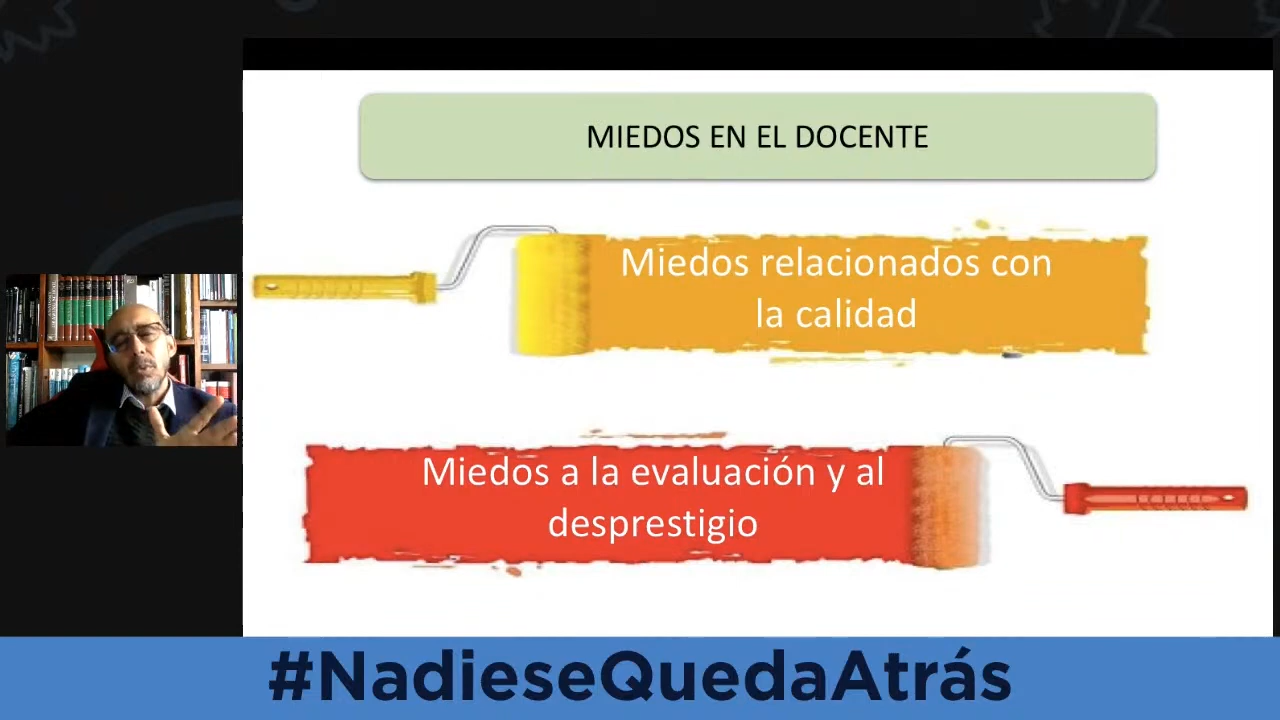 MIEDOS EN EL DOCENTE
Miedos relacionados con
la calidad
Miedos a la evaluación y al
desprestigio
#NadieseQuedaAtrás